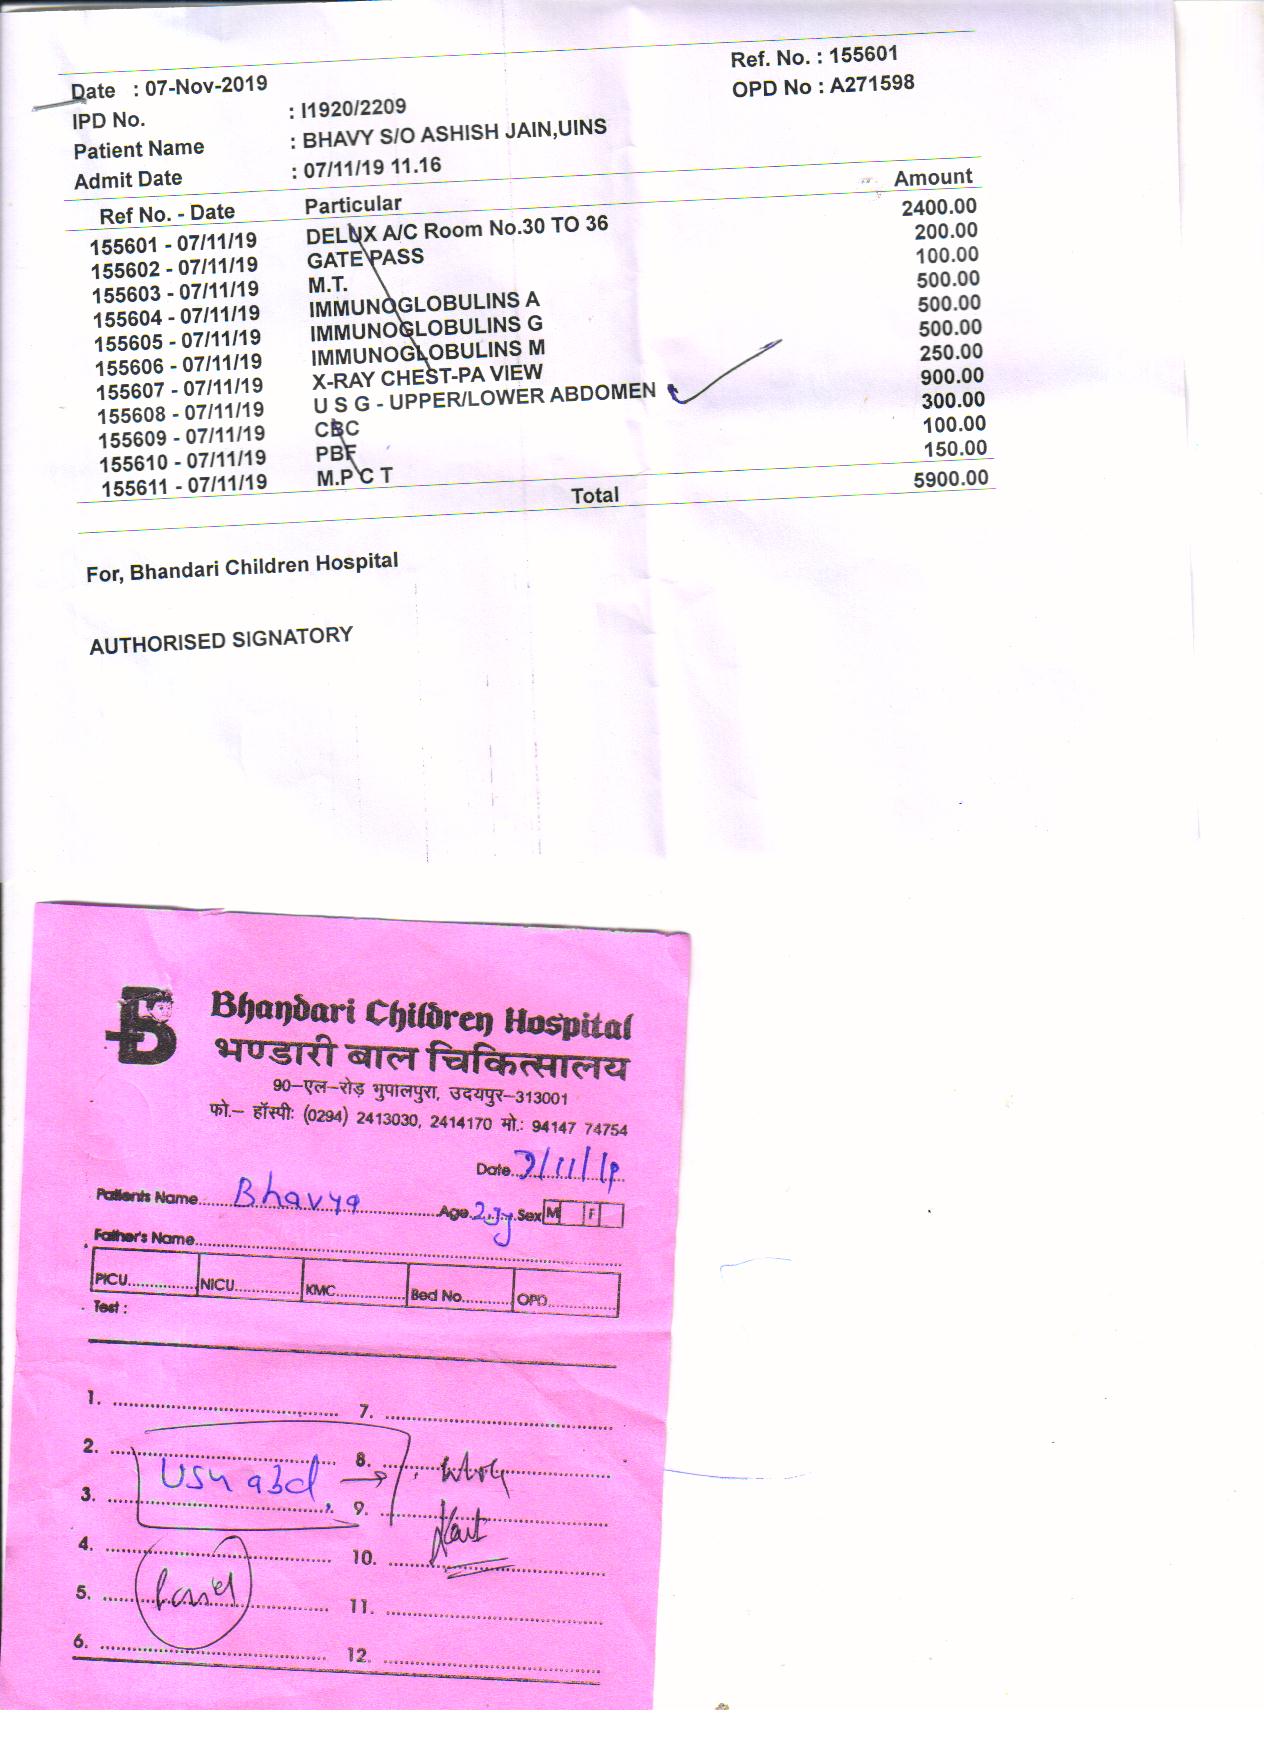 Ref. No. : 155601
Date : 07-Nov-2019 OPD No : A271598
IPD No. : I1920/2209
Patient Name : BHAVY S/O ASHISH JAIN,UINS
Admit Date : 07/11/19 11.16
Ref No. - Date Particular Amount
155601 - 07/11/19 DELUX A/C Room No.30 TO 36 2400.00
155602 - 07/11/19 GATE PASS 200.00
155603 - 07/11/19 M.T. 100.00
155604 - 07/11/19 IMMUNOGLOBULINS A 500.00
155605 - 07/11/19 IMMUNOGLOBULINS G 500.00
155606 - 07/11/19 IMMUNOGLOBULINS M 500.00
155607 - 07/11/19 X-RAY CHEST-PA VIEW 250.00
155608 - 07/11/19 U S G - UPPER/LOWER ABDOMEN 900.00
155609 - 07/11/19 CBC 300.00
155610 - 07/11/19 PBF 100.00
155611 - 07/11/19 M.P C T 150.00
Total 5900.00
For, Bhandari Children Hospital
AUTHORISED SIGNATORY
Bhandari Children Hospital
भण्डारी बाल चिकित्सालय
90-एल-रोड़ भुपालपुरा, उदयपुर-313001
फो.- हॉस्पी: (0294) 2413030, 2414170 मो.: 94147 74754
Date 7/11/19
Patients Name Bhavya Age Sex M F
Father's Name
PICU NICU KMC Bed No. OPD
Test :
1. 7.
2. 8.
USG abd
3. 9.
4. 10.
5. 11.
6. 12.